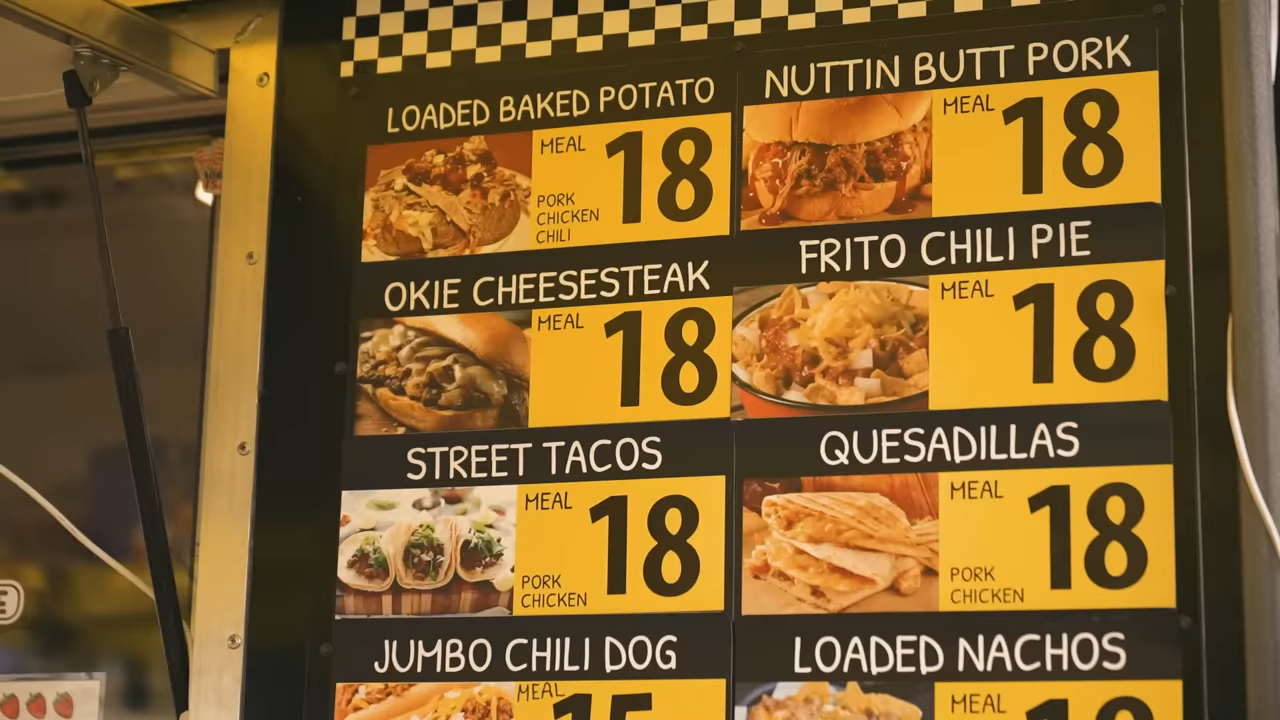 LOADED BAKED POTATO
MEAL 18
PORK
CHICKEN
CHILI
NUTTIN BUTT PORK
MEAL 18
OKIE CHEESESTEAK
MEAL 18
FRITO CHILI PIE
MEAL 18
STREET TACOS
MEAL 18
PORK
CHICKEN
QUESADILLAS
MEAL 18
PORK
CHICKEN
JUMBO CHILI DOG
MEAL 15
LOADED NACHOS
MEAL 18